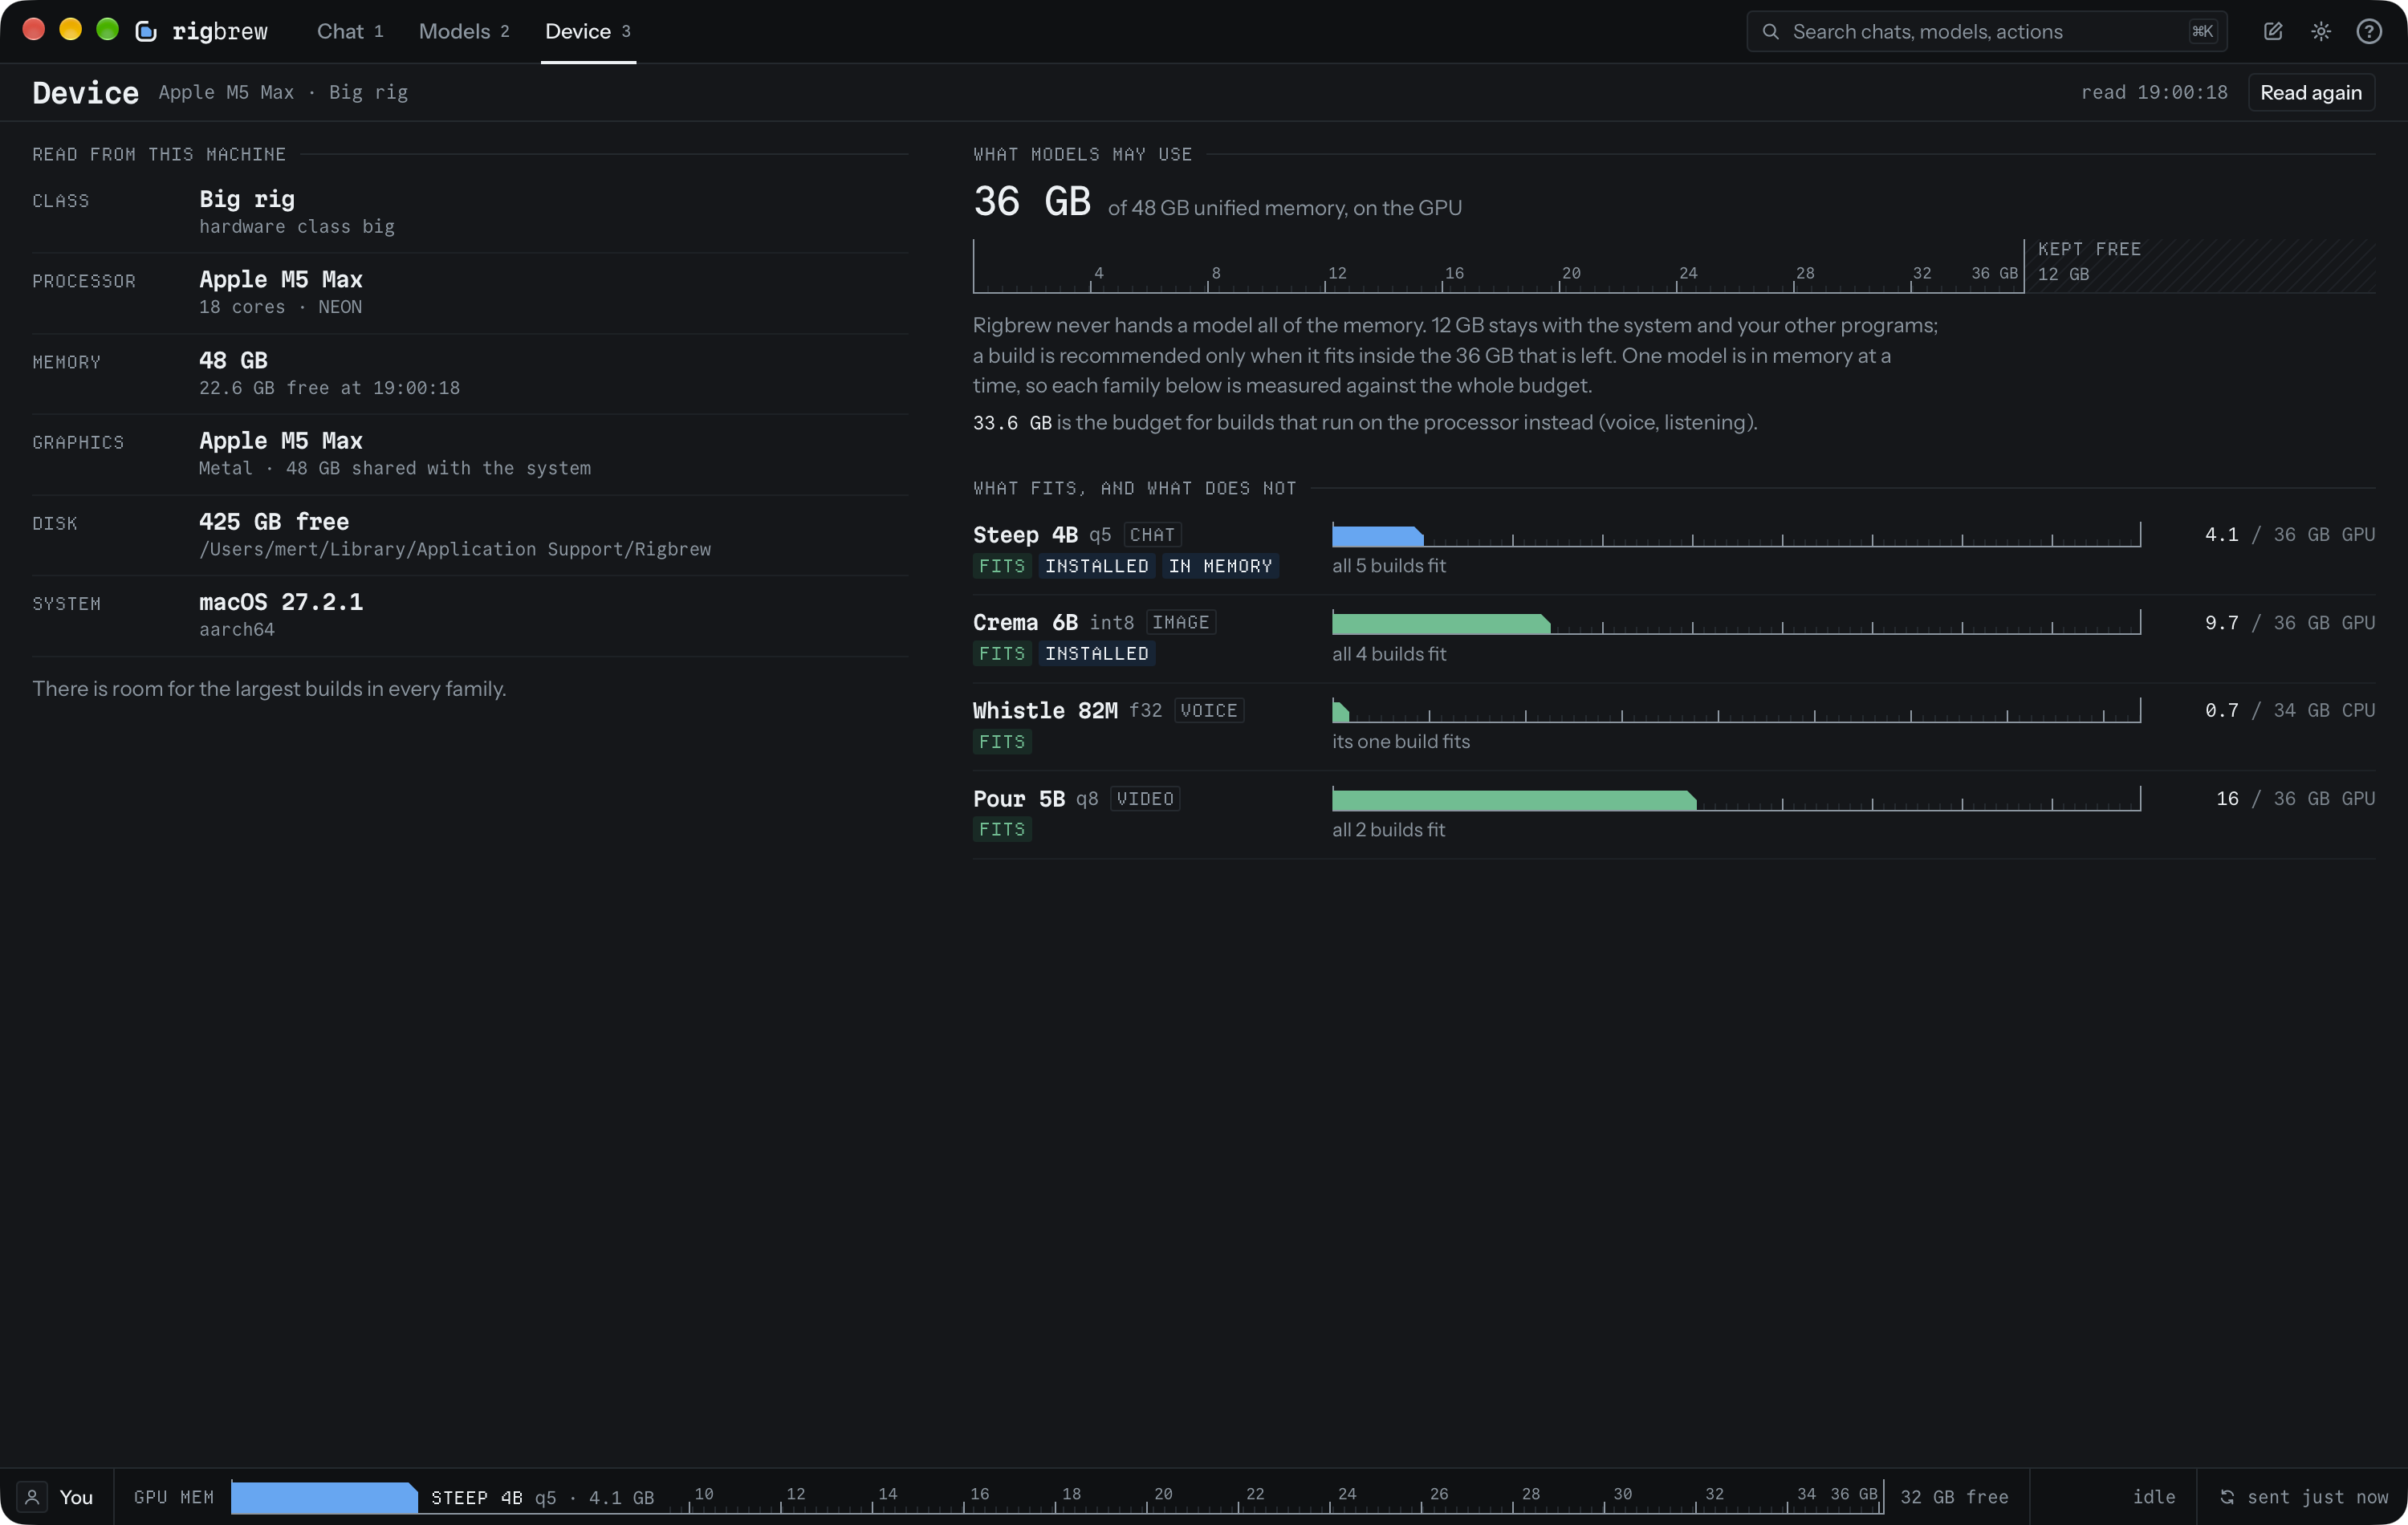 rigbrew
Chat 1
Models 2
Device 3
Search chats, models, actions
⌘K
?
Device
Apple M5 Max · Big rig
read 19:00:18
Read again
READ FROM THIS MACHINE
CLASS
Big rig
hardware class big
PROCESSOR
Apple M5 Max
18 cores · NEON
MEMORY
48 GB
22.6 GB free at 19:00:18
GRAPHICS
Apple M5 Max
Metal · 48 GB shared with the system
DISK
425 GB free
/Users/mert/Library/Application Support/Rigbrew
SYSTEM
macOS 27.2.1
aarch64
There is room for the largest builds in every family.
WHAT MODELS MAY USE
36 GB of 48 GB unified memory, on the GPU
4 8 12 16 20 24 28 32 36 GB
KEPT FREE
12 GB
Rigbrew never hands a model all of the memory. 12 GB stays with the system and your other programs;
a build is recommended only when it fits inside the 36 GB that is left. One model is in memory at a
time, so each family below is measured against the whole budget.
33.6 GB is the budget for builds that run on the processor instead (voice, listening).
WHAT FITS, AND WHAT DOES NOT
Steep 4B q5 CHAT
FITS INSTALLED IN MEMORY
all 5 builds fit
4.1 / 36 GB GPU
Crema 6B int8 IMAGE
FITS INSTALLED
all 4 builds fit
9.7 / 36 GB GPU
Whistle 82M f32 VOICE
FITS
its one build fits
0.7 / 34 GB CPU
Pour 5B q8 VIDEO
FITS
all 2 builds fit
16 / 36 GB GPU
You
GPU MEM
STEEP 4B q5 · 4.1 GB
10 12 14 16 18 20 22 24 26 28 30 32 34 36 GB
32 GB free
idle
sent just now